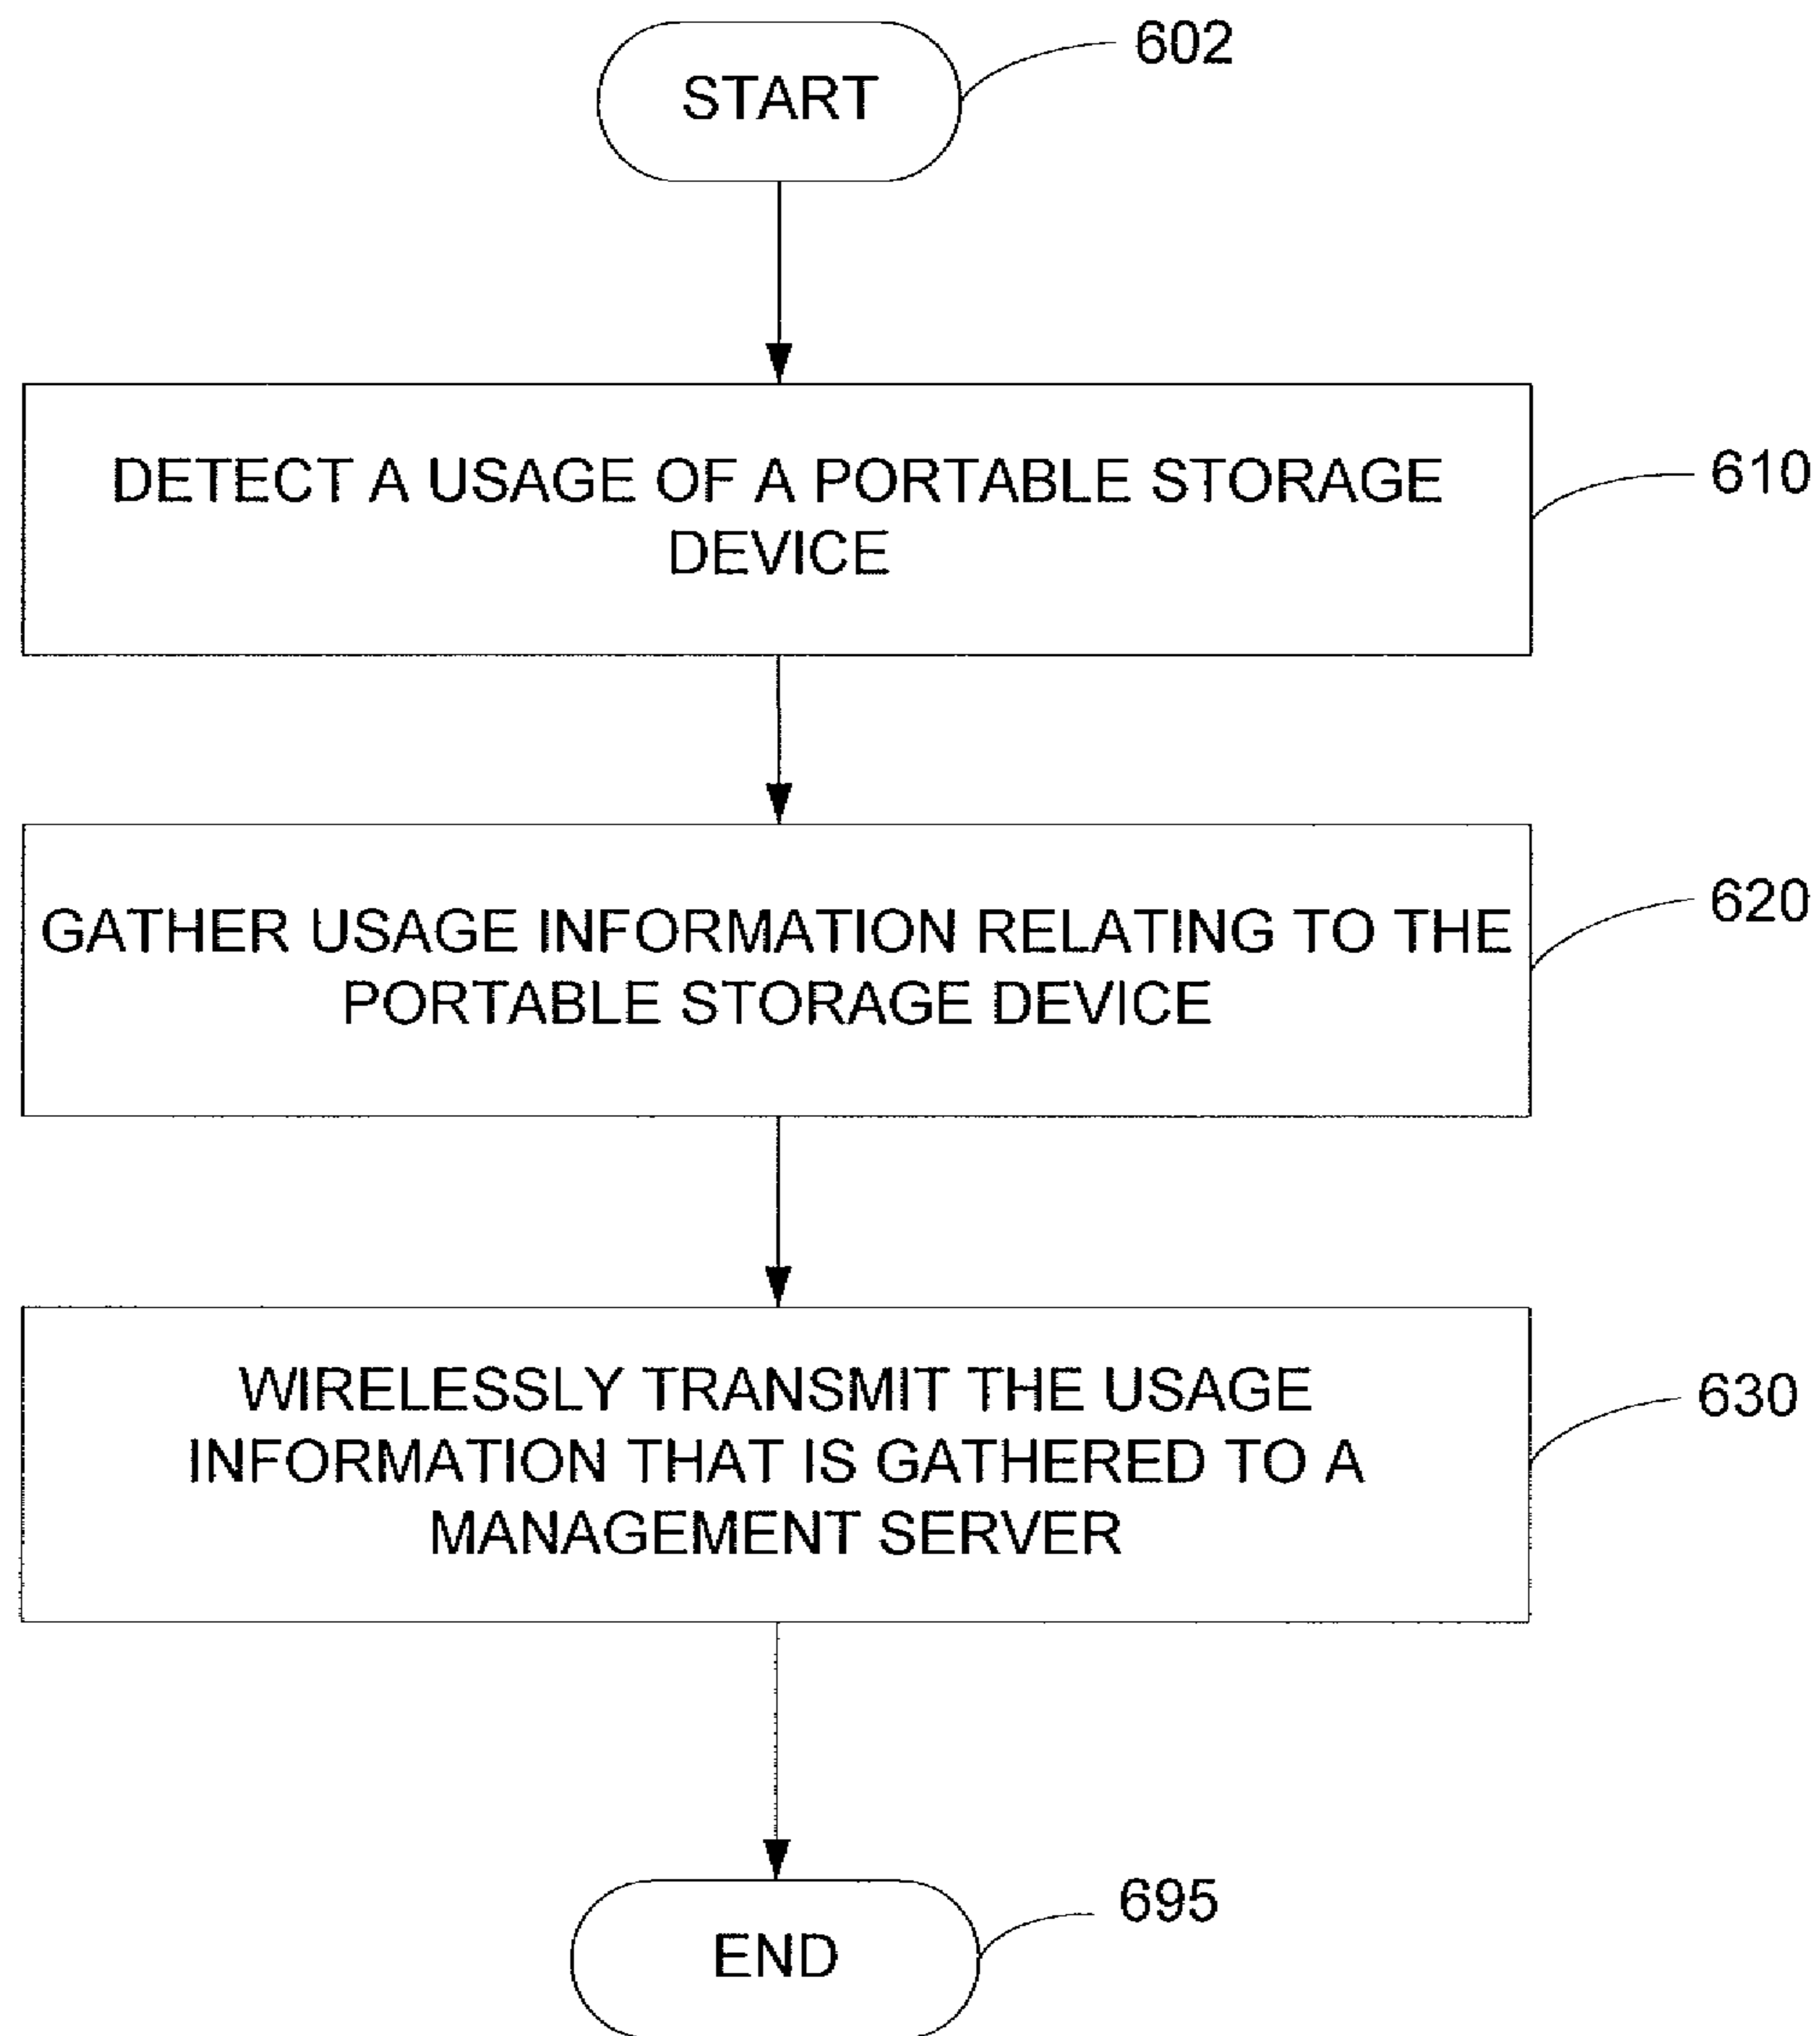 START
602
DETECT A USAGE OF A PORTABLE STORAGE
DEVICE
610
GATHER USAGE INFORMATION RELATING TO THE
PORTABLE STORAGE DEVICE
620
WIRELESSLY TRANSMIT THE USAGE
INFORMATION THAT IS GATHERED TO A
MANAGEMENT SERVER
630
END
695